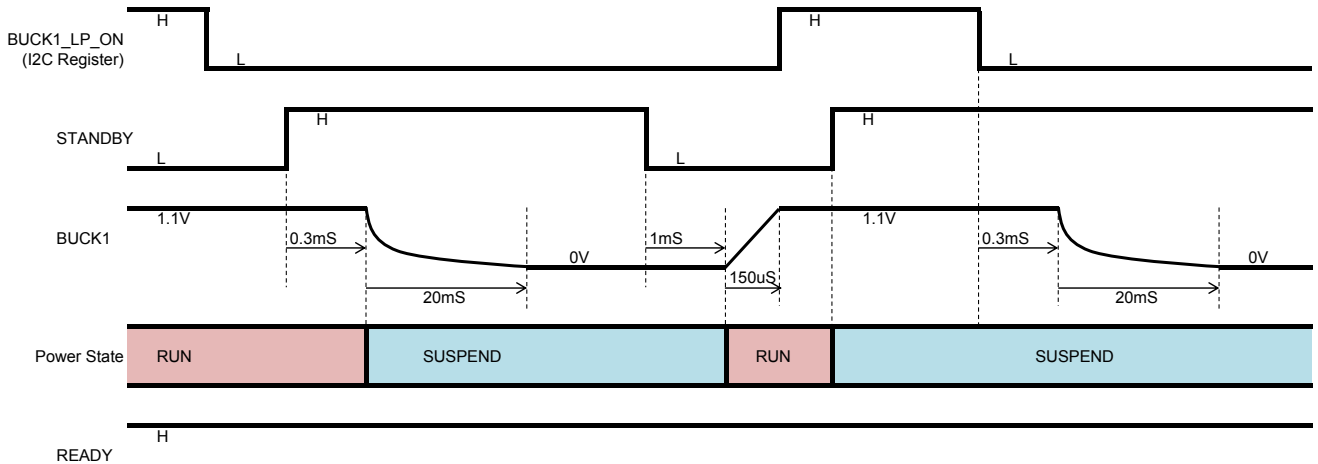 H H
BUCK1_LP_ON
(I2C Register)
L L
H H
STANDBY
L L
1.1V 1.1V
BUCK1
0.3mS 1mS 0.3mS
0V 0V
150uS
20mS 20mS
Power State RUN SUSPEND RUN SUSPEND
H
READY